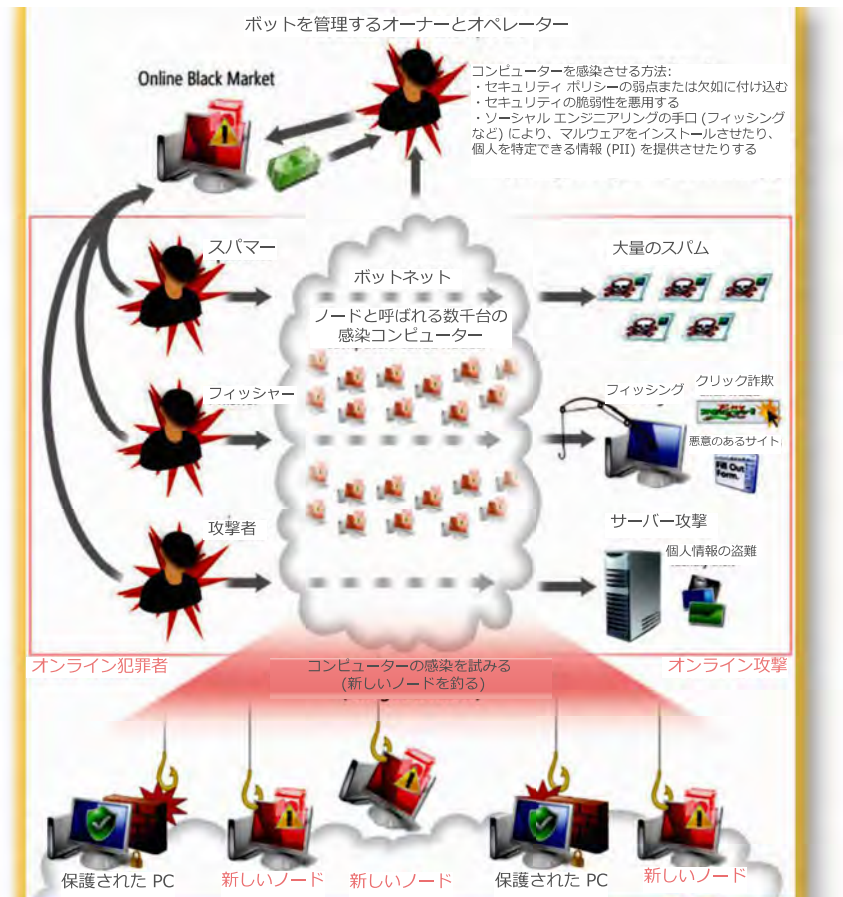 ボットを管理するオーナーとオペレーター
Online Black Market
コンピューターを感染させる方法:
・セキュリティ ポリシーの弱点または欠如に付け込む
・セキュリティの脆弱性を悪用する
・ソーシャル エンジニアリングの手口 (フィッシング
など) により、マルウェアをインストールさせたり、
個人を特定できる情報 (PII) を提供させたりする
スパマー
ボットネット
大量のスパム
ノードと呼ばれる数千台の
感染コンピューター
フィッシャー
フィッシング
クリック詐欺
悪意のあるサイト
Fill Out
Form.
攻撃者
サーバー攻撃
個人情報の盗難
オンライン犯罪者
コンピューターの感染を試みる
(新しいノードを釣る)
オンライン攻撃
保護された PC
新しいノード
新しいノード
保護された PC
新しいノード